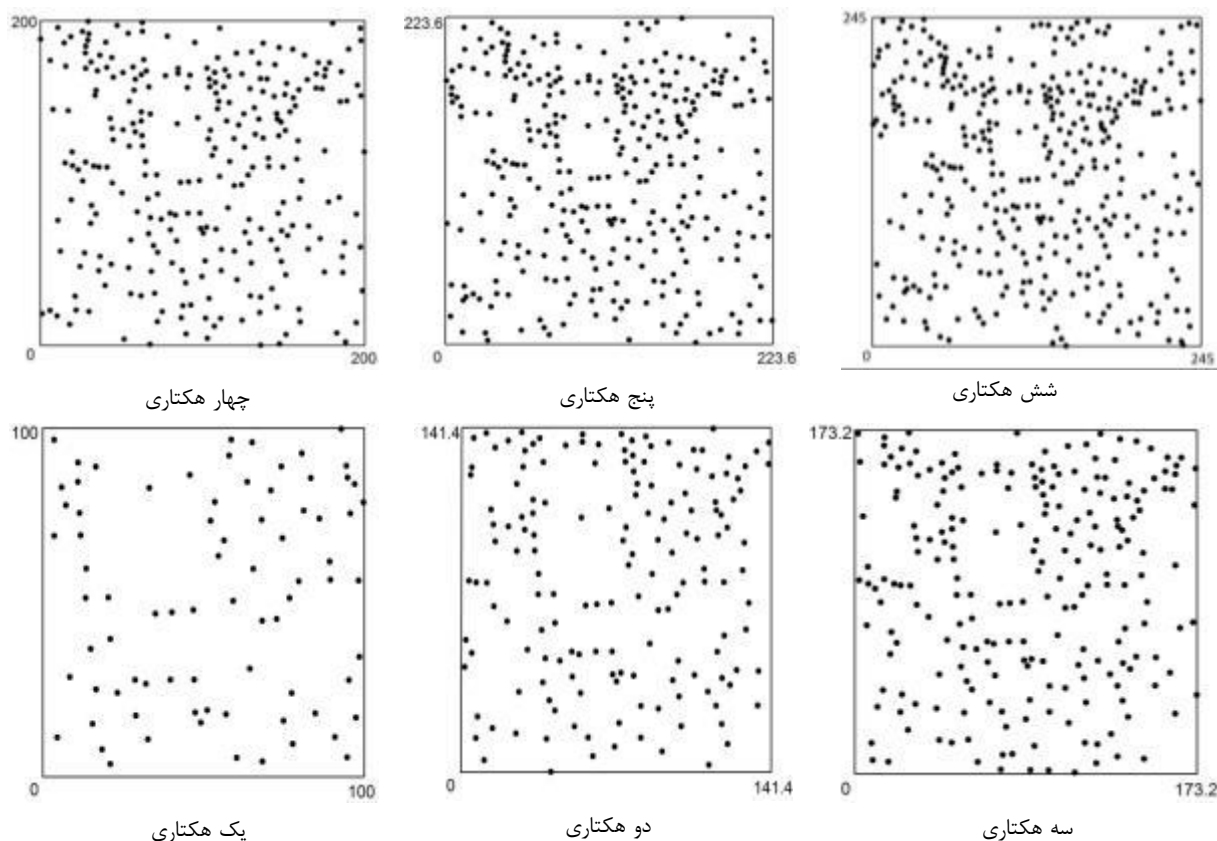 200 223.6 245
0 200 0 223.6 0 245
چهار هکتاری پنج هکتاری شش هکتاری
100 141.4 173.2
0 100 0 141.4 0 173.2
یک هکتاری دو هکتاری سه هکتاری